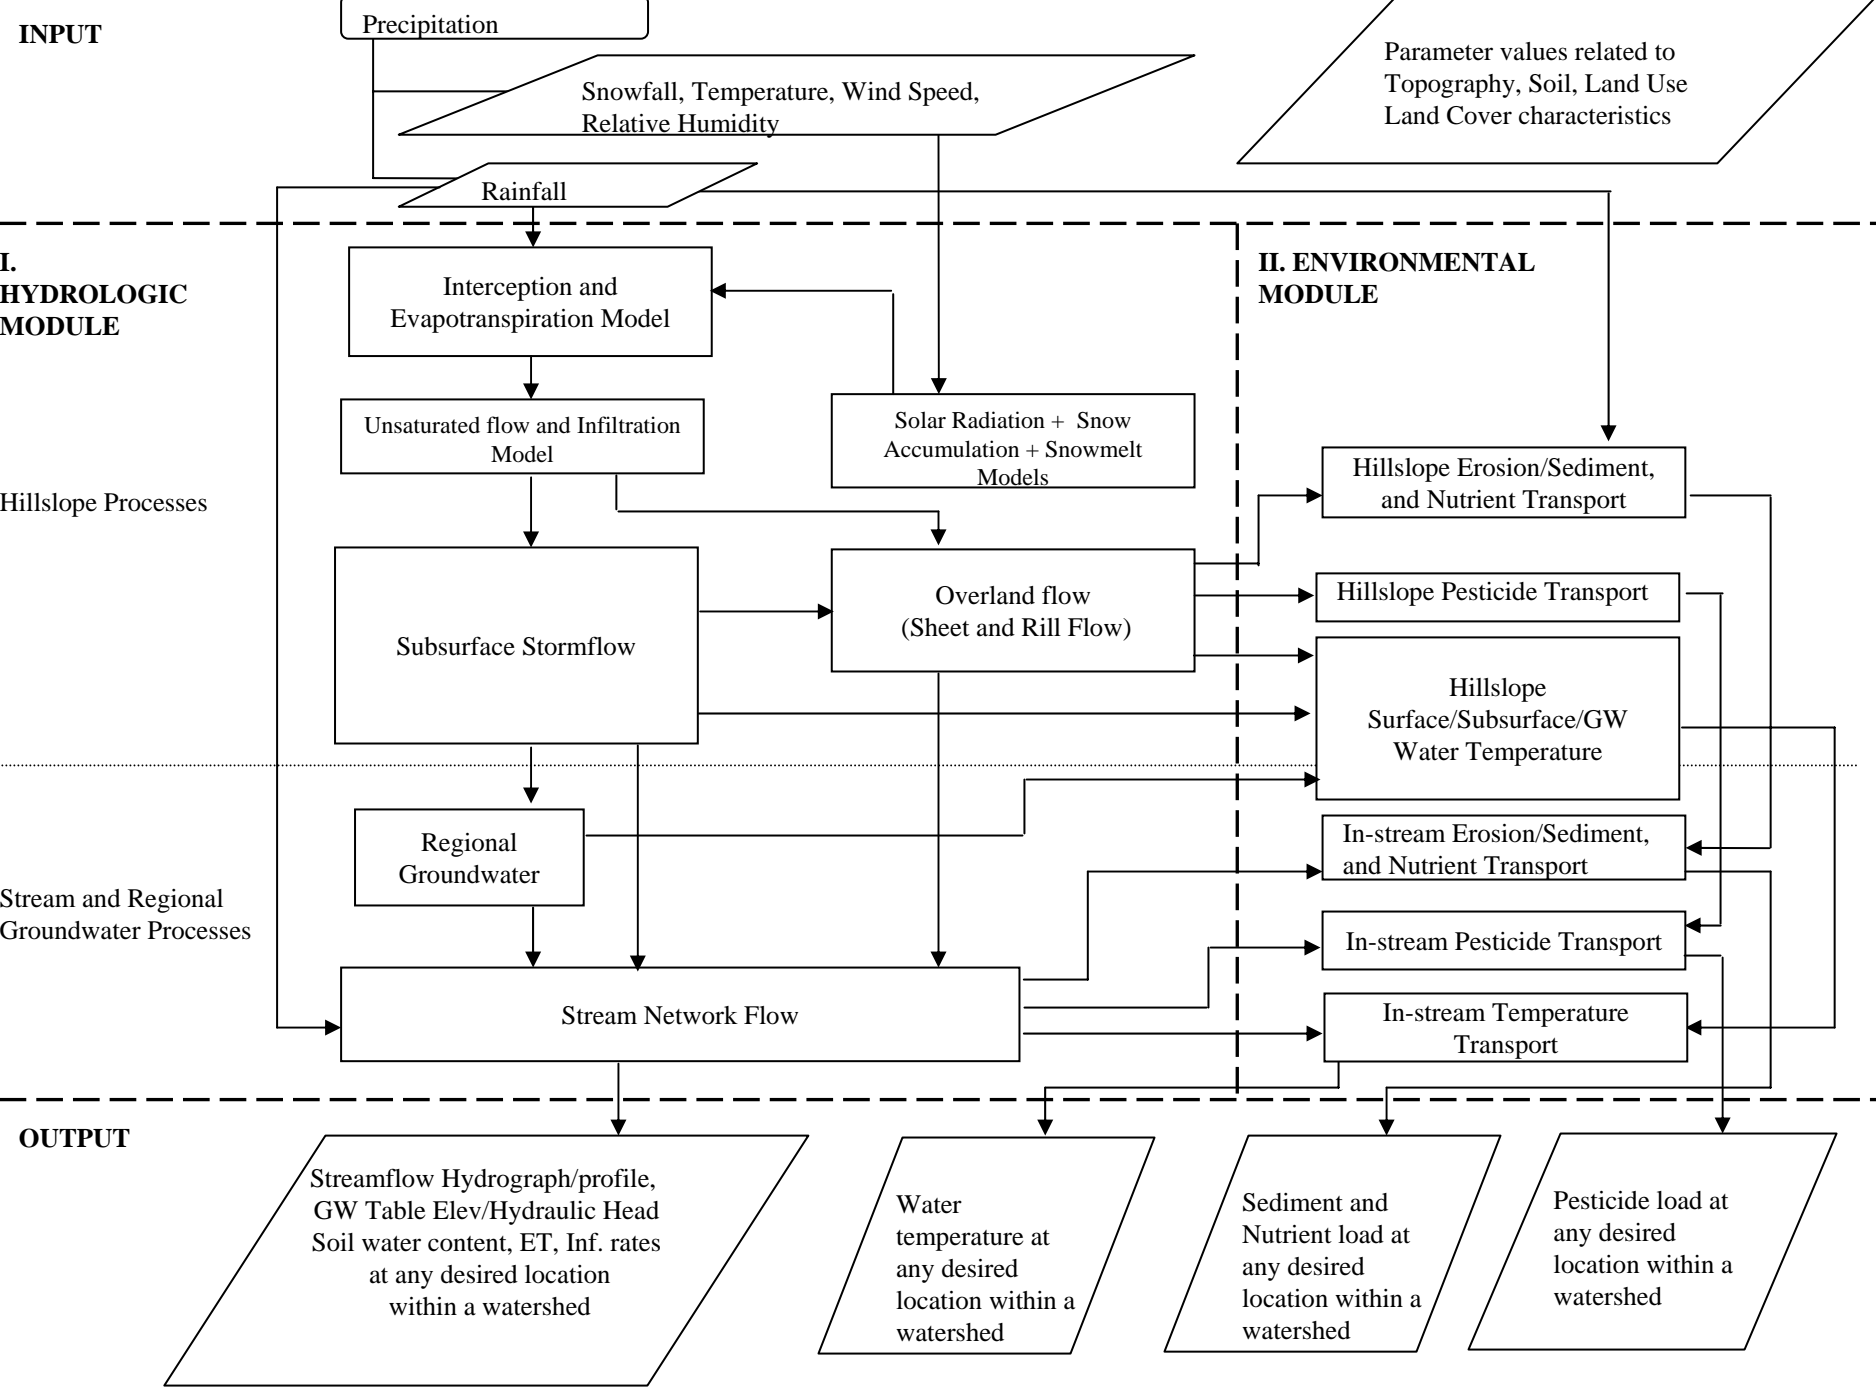 INPUT
Precipitation
Snowfall, Temperature, Wind Speed,
Relative Humidity
Rainfall
Parameter values related to
Topography, Soil, Land Use
Land Cover characteristics
I.
HYDROLOGIC
MODULE
Interception and
Evapotranspiration Model
Unsaturated flow and Infiltration
Model
Solar Radiation + Snow
Accumulation + Snowmelt
Models
Hillslope Processes
Subsurface Stormflow
Overland flow
(Sheet and Rill Flow)
II. ENVIRONMENTAL
MODULE
Hillslope Erosion/Sediment,
and Nutrient Transport
Hillslope Pesticide Transport
Hillslope
Surface/Subsurface/GW
Water Temperature
Stream and Regional
Groundwater Processes
Regional
Groundwater
Stream Network Flow
In-stream Erosion/Sediment,
and Nutrient Transport
In-stream Pesticide Transport
In-stream Temperature
Transport
OUTPUT
Streamflow Hydrograph/profile,
GW Table Elev/Hydraulic Head
Soil water content, ET, Inf. rates
at any desired location
within a watershed
Water
temperature at
any desired
location within a
watershed
Sediment and
Nutrient load at
any desired
location within a
watershed
Pesticide load at
any desired
location within a
watershed